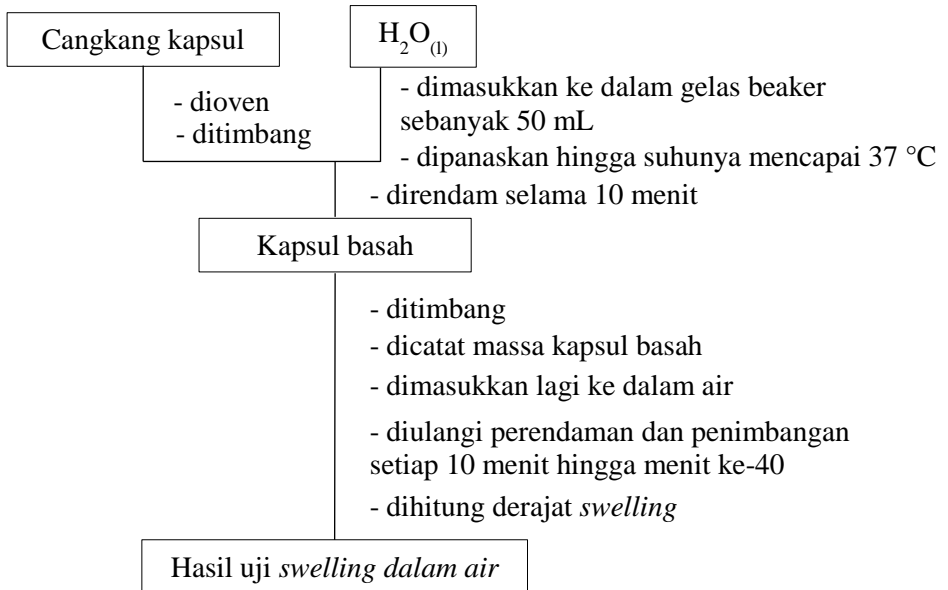 Cangkang kapsul
H₂O₍ₗ₎
- dioven
- ditimbang
- dimasukkan ke dalam gelas beaker
sebanyak 50 mL
- dipanaskan hingga suhunya mencapai 37 °C
- direndam selama 10 menit
Kapsul basah
- ditimbang
- dicatat massa kapsul basah
- dimasukkan lagi ke dalam air
- diulangi perendaman dan penimbangan
setiap 10 menit hingga menit ke-40
- dihitung derajat swelling
Hasil uji swelling dalam air